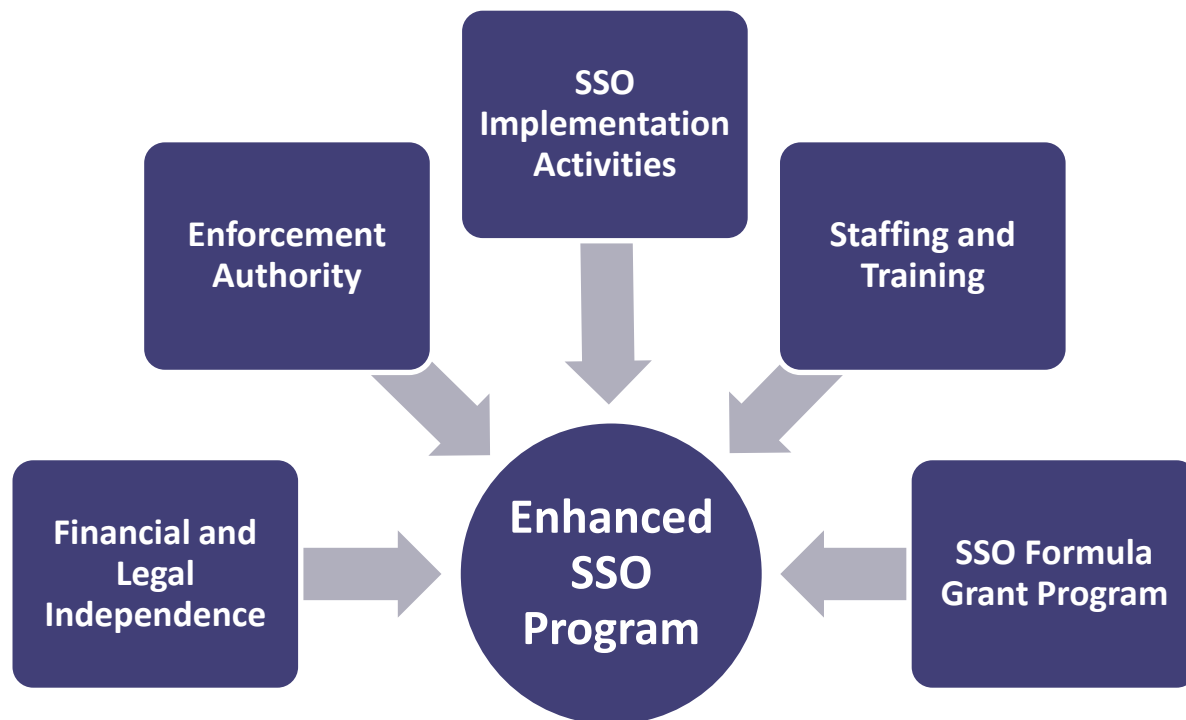 SSO
Implementation
Activities
Enforcement
Authority
Staffing and
Training
Financial and
Legal
Independence
Enhanced
SSO
Program
SSO Formula
Grant Program